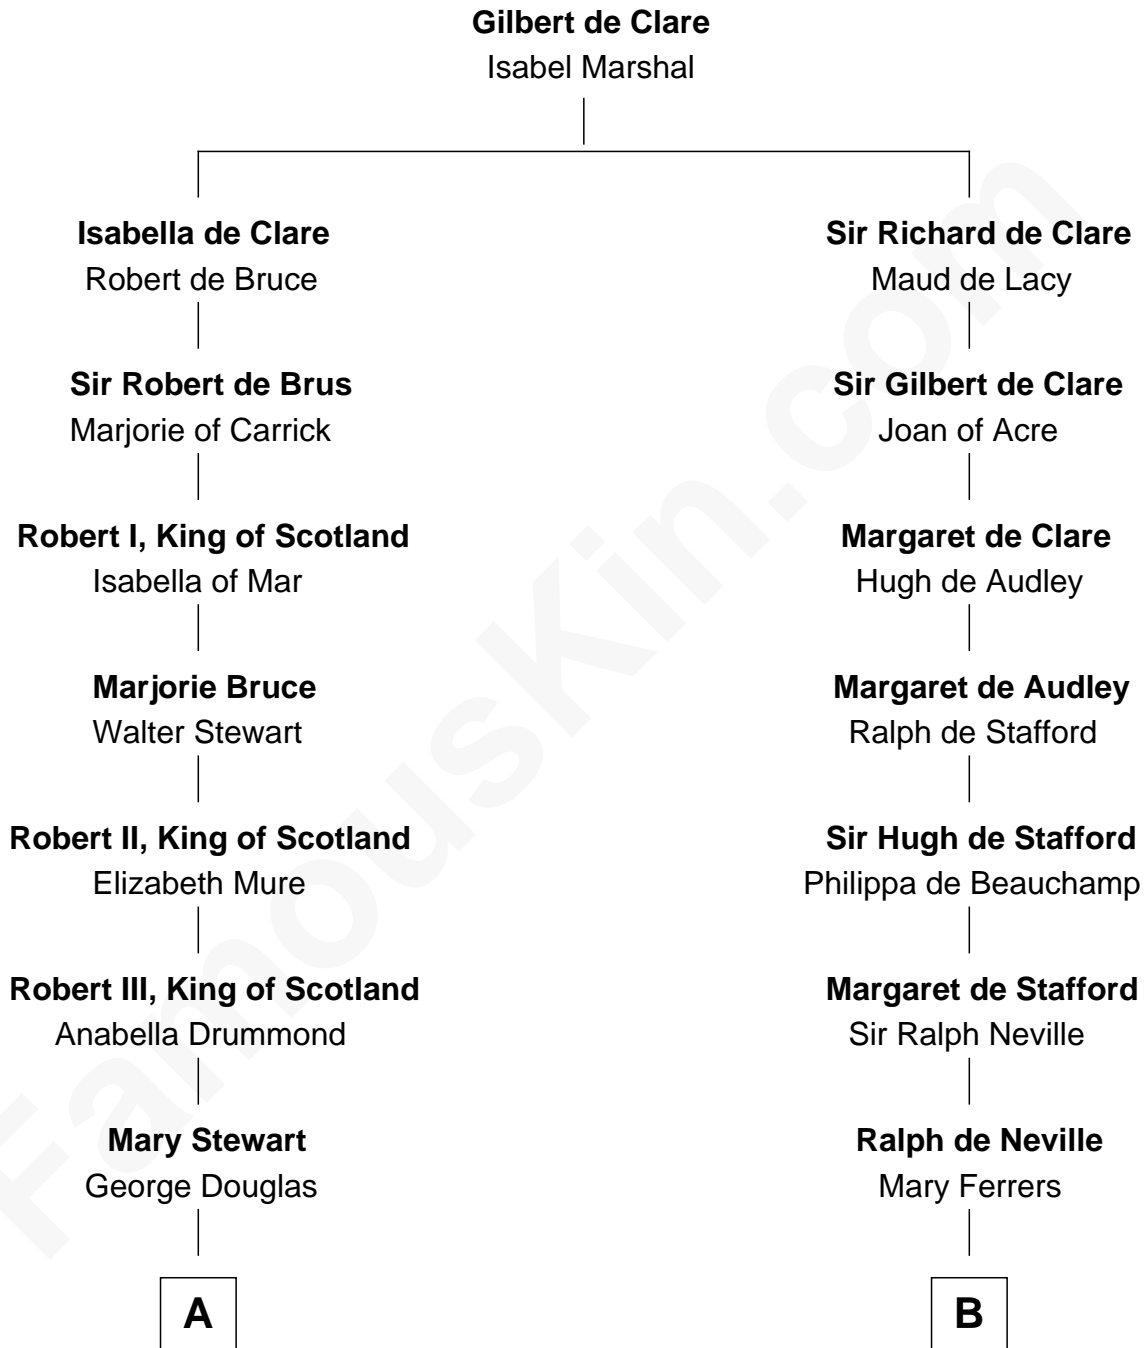 Gilbert de Clare
Isabel Marshal
Isabella de Clare
Robert de Bruce
Sir Robert de Brus
Marjorie of Carrick
Robert I, King of Scotland
Isabella of Mar
Marjorie Bruce
Walter Stewart
Robert II, King of Scotland
Elizabeth Mure
Robert III, King of Scotland
Anabella Drummond
Mary Stewart
George Douglas
A
Sir Richard de Clare
Maud de Lacy
Sir Gilbert de Clare
Joan of Acre
Margaret de Clare
Hugh de Audley
Margaret de Audley
Ralph de Stafford
Sir Hugh de Stafford
Philippa de Beauchamp
Margaret de Stafford
Sir Ralph Neville
Ralph de Neville
Mary Ferrers
B
FamousKin.com